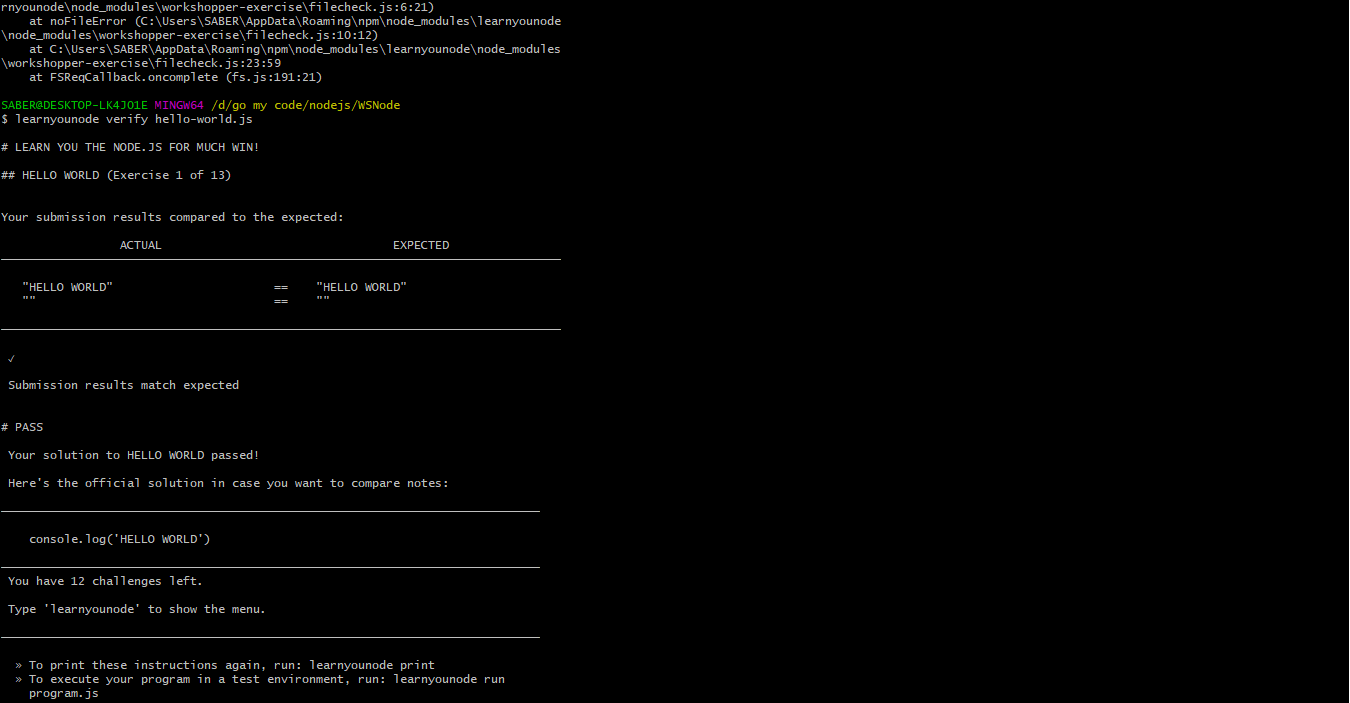 rnyounode\node_modules\workshopper-exercise\filecheck.js:6:21)
    at noFileError (C:\Users\SABER\AppData\Roaming\npm\node_modules\learnyounode
\node_modules\workshopper-exercise\filecheck.js:10:12)
    at C:\Users\SABER\AppData\Roaming\npm\node_modules\learnyounode\node_modules
\workshopper-exercise\filecheck.js:23:59
    at FSReqCallback.oncomplete (fs.js:191:21)
SABER@DESKTOP-LK4JO1E MINGW64 /d/go my code/nodejs/WSNode
$ learnyounode verify hello-world.js
# LEARN YOU THE NODE.JS FOR MUCH WIN!
## HELLO WORLD (Exercise 1 of 13)
Your submission results compared to the expected:
ACTUAL EXPECTED
"HELLO WORLD" == "HELLO WORLD"
"" == ""
✓
Submission results match expected
# PASS
Your solution to HELLO WORLD passed!
Here's the official solution in case you want to compare notes:
console.log('HELLO WORLD')
You have 12 challenges left.
Type 'learnyounode' to show the menu.
» To print these instructions again, run: learnyounode print
» To execute your program in a test environment, run: learnyounode run
program.js